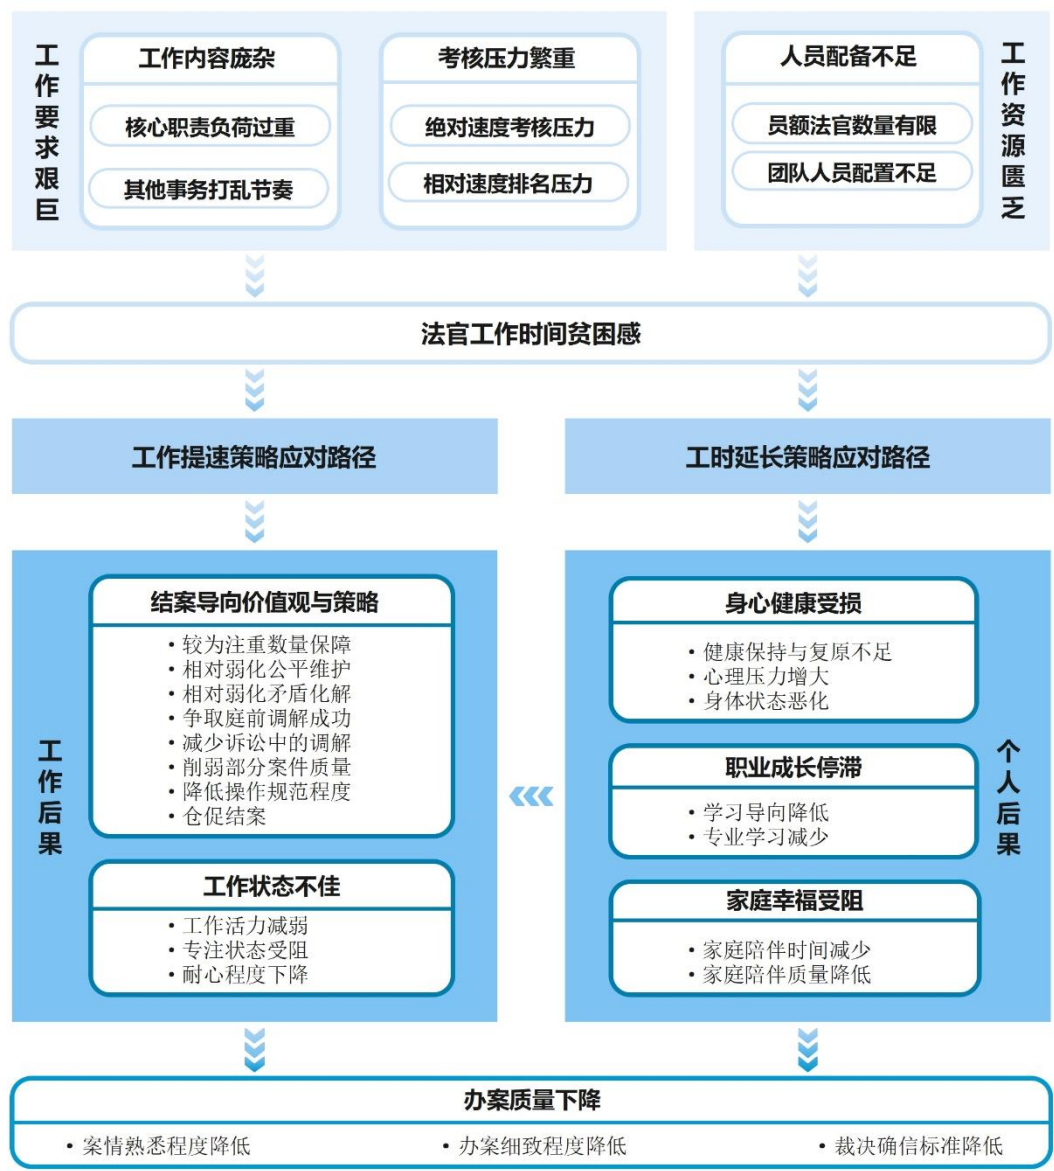 工作要求艰巨
工作内容庞杂
核心职责负荷过重
其他事务打乱节奏
考核压力繁重
绝对速度考核压力
相对速度排名压力
人员配备不足
员额法官数量有限
团队人员配置不足
工作资源匮乏
法官工作时间贫困感
工作提速策略应对路径
工时延长策略应对路径
工作后果
结案导向价值观与策略
• 较为注重数量保障
• 相对弱化公平维护
• 相对弱化矛盾化解
• 争取庭前调解成功
• 减少诉讼中的调解
• 削弱部分案件质量
• 降低操作规范程度
• 仓促结案
工作状态不佳
• 工作活力减弱
• 专注状态受阻
• 耐心程度下降
身心健康受损
• 健康保持与复原不足
• 心理压力增大
• 身体状态恶化
职业成长停滞
• 学习导向降低
• 专业学习减少
家庭幸福受阻
• 家庭陪伴时间减少
• 家庭陪伴质量降低
个人后果
办案质量下降
• 案情熟悉程度降低
• 办案细致程度降低
• 裁决确信标准降低